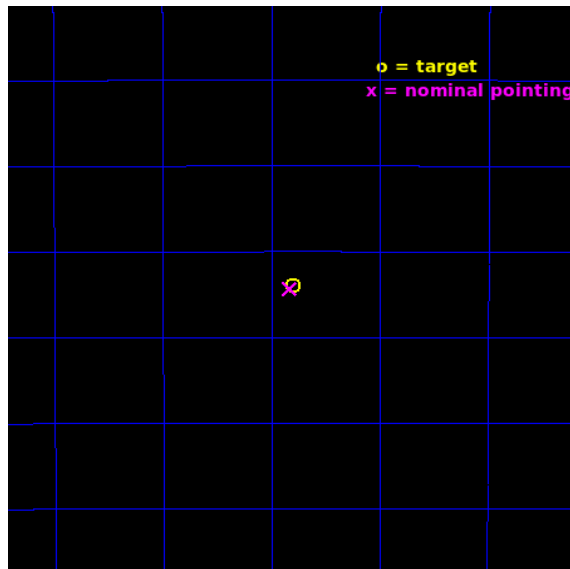 o = target
x = nominal pointing